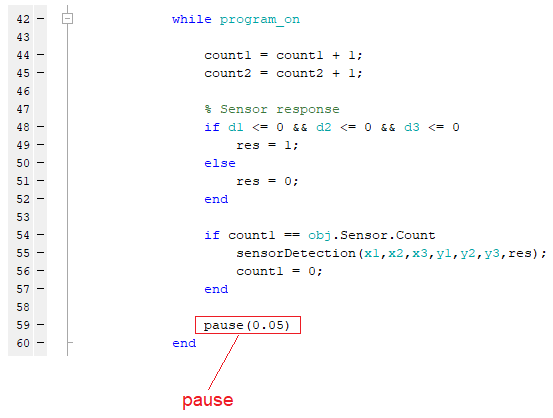 42 - while program_on
43
44 - count1 = count1 + 1;
45 - count2 = count2 + 1;
46
47 % Sensor response
48 - if d1 <= 0 && d2 <= 0 && d3 <= 0
49 - res = 1;
50 - else
51 - res = 0;
52 - end
53
54 - if count1 == obj.Sensor.Count
55 - sensorDetection(x1,x2,x3,y1,y2,y3,res);
56 - count1 = 0;
57 - end
58
59 - pause(0.05)
60 - end
pause